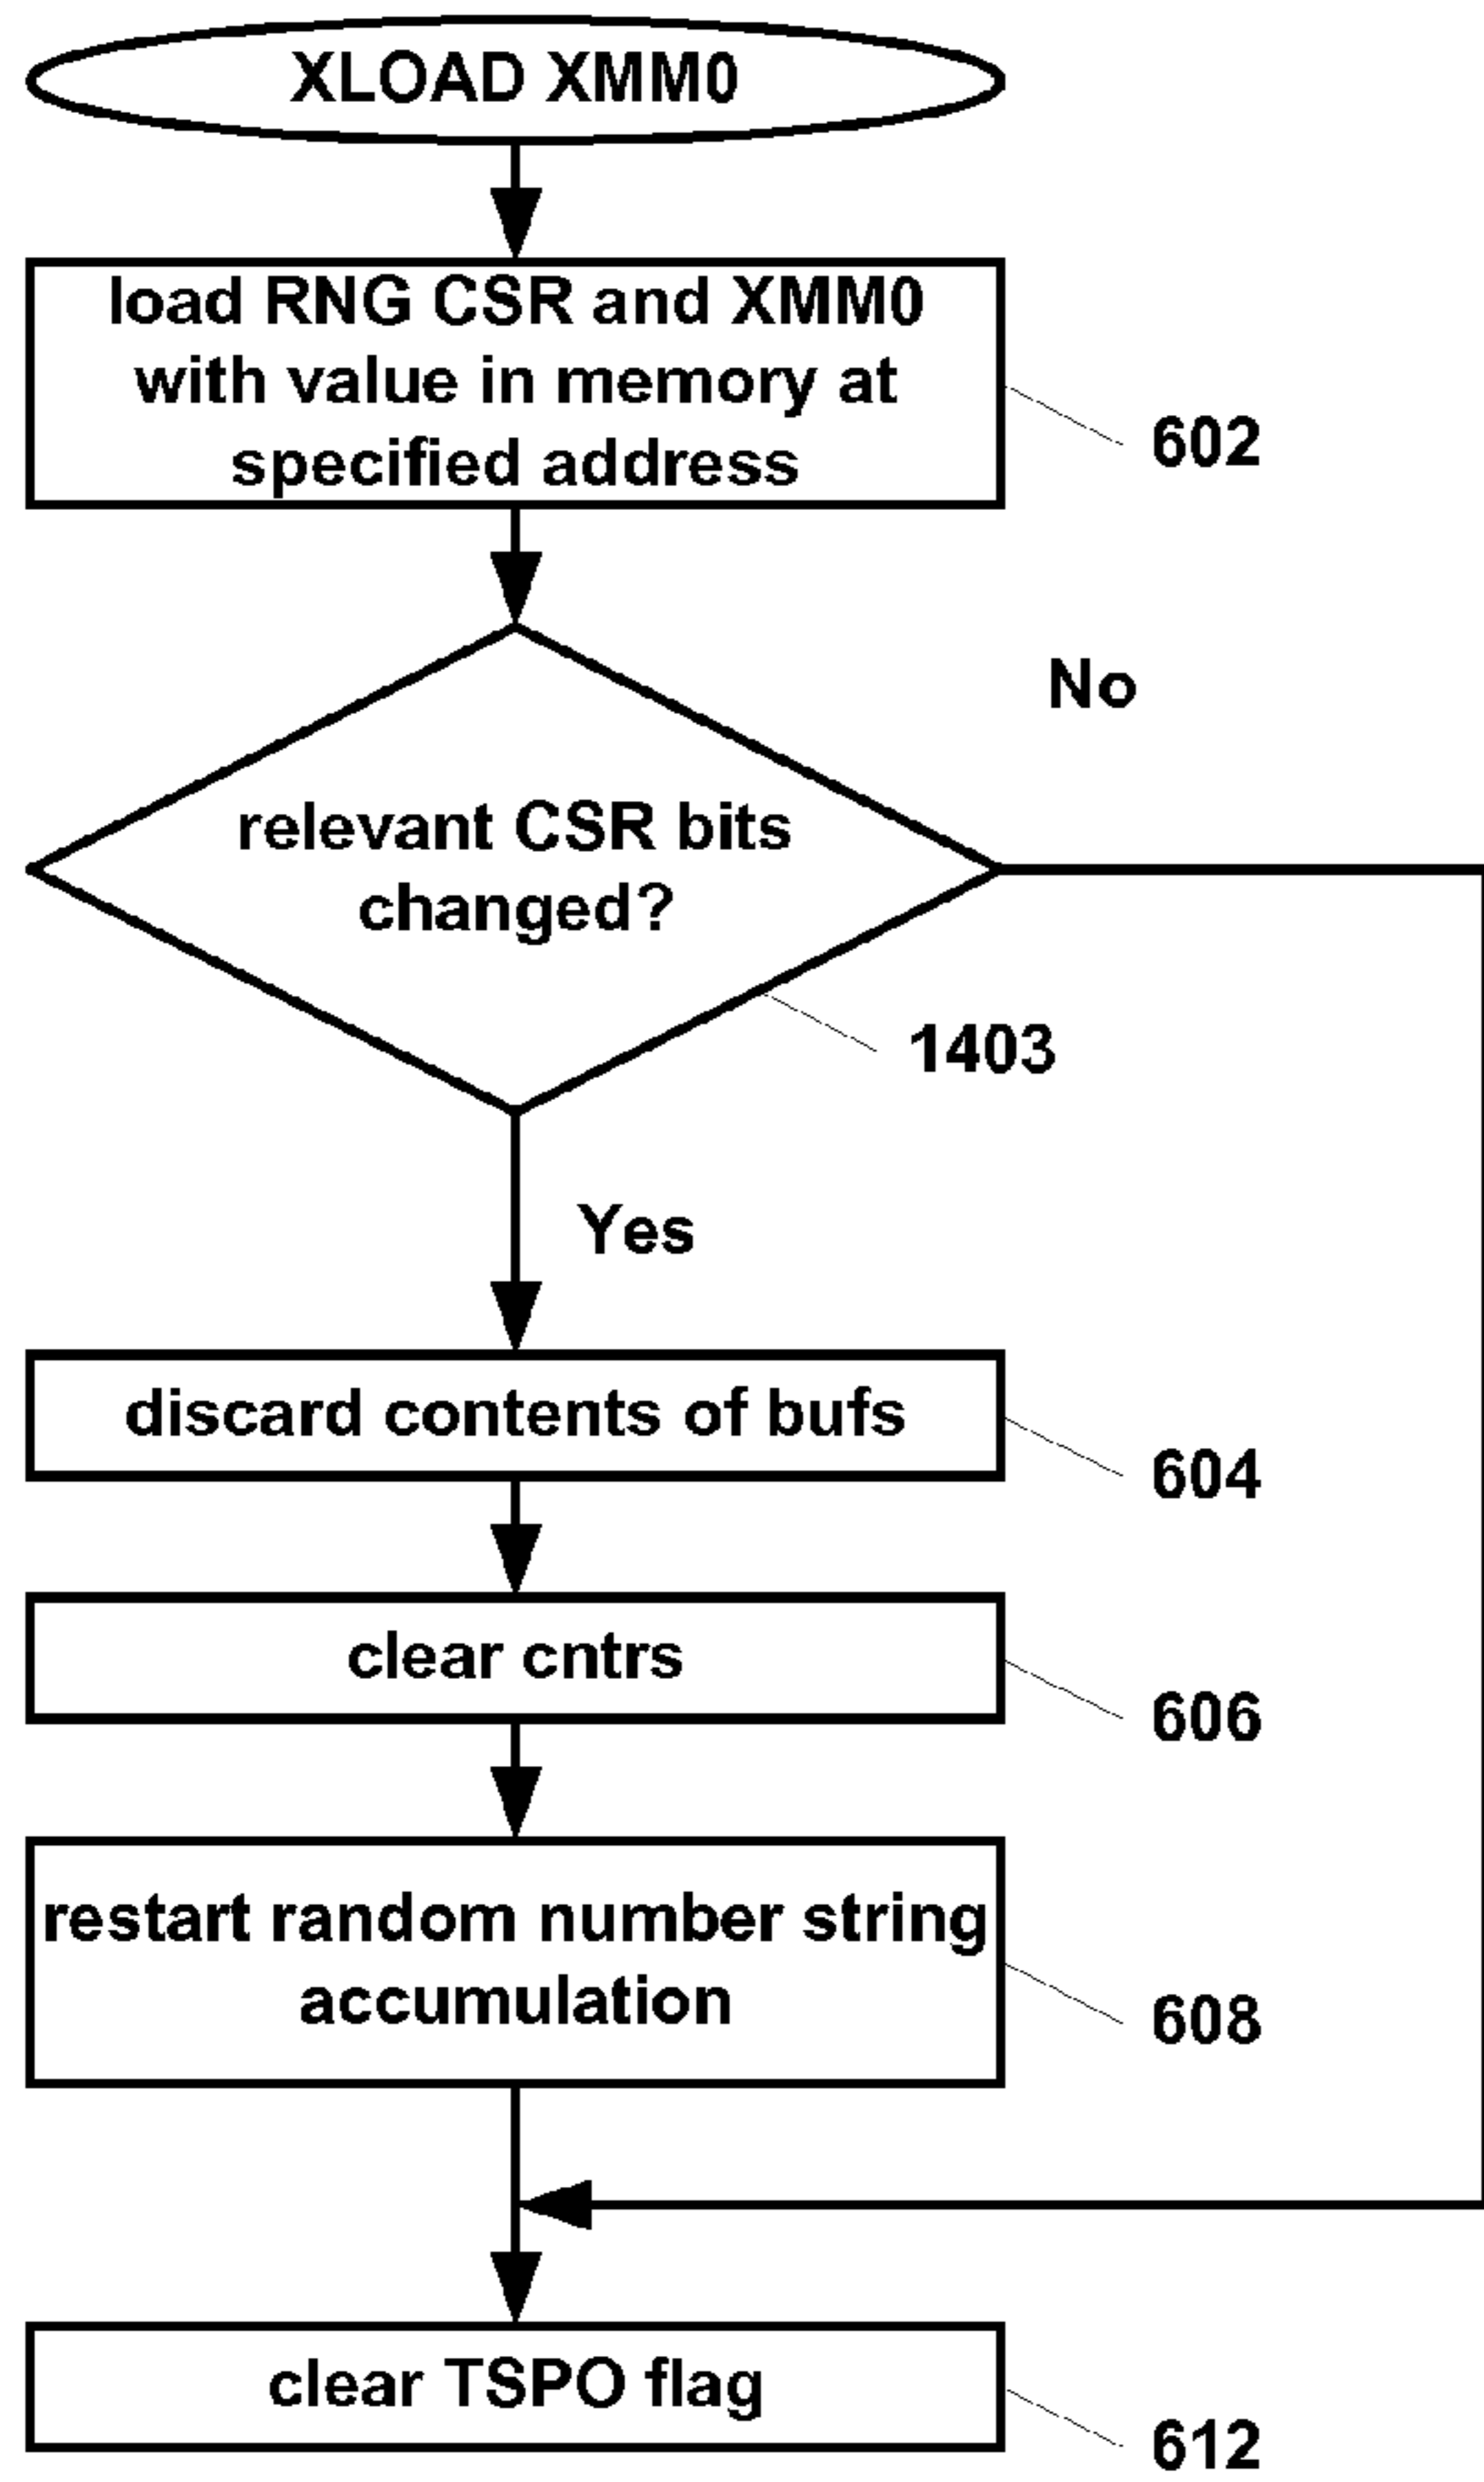 XLOAD XMM0
load RNG CSR and XMM0
with value in memory at
specified address
602
No
relevant CSR bits
changed?
1403
Yes
discard contents of bufs
604
clear cntrs
606
restart random number string
accumulation
608
clear TSPO flag
612